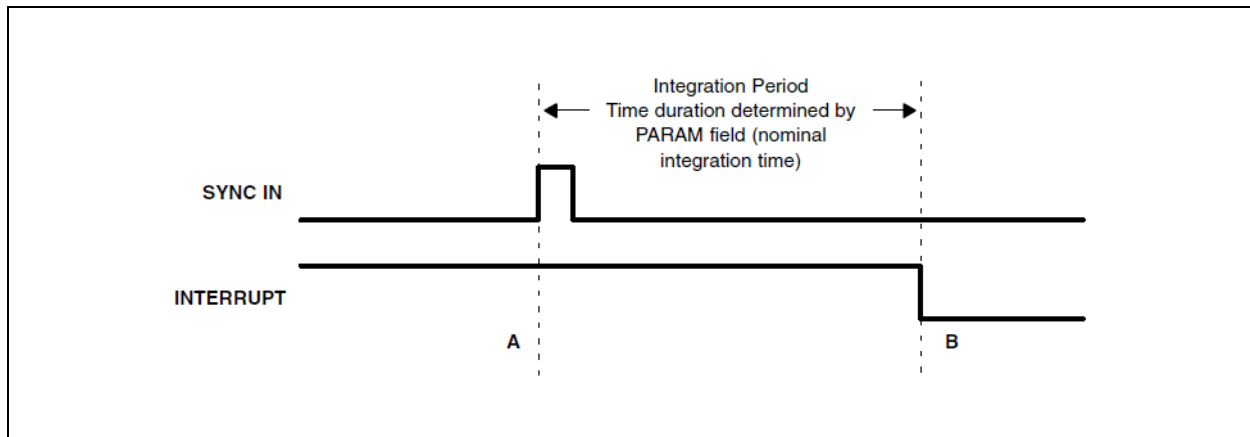 Integration Period
Time duration determined by
PARAM field (nominal
integration time)
SYNC IN
INTERRUPT
A
B